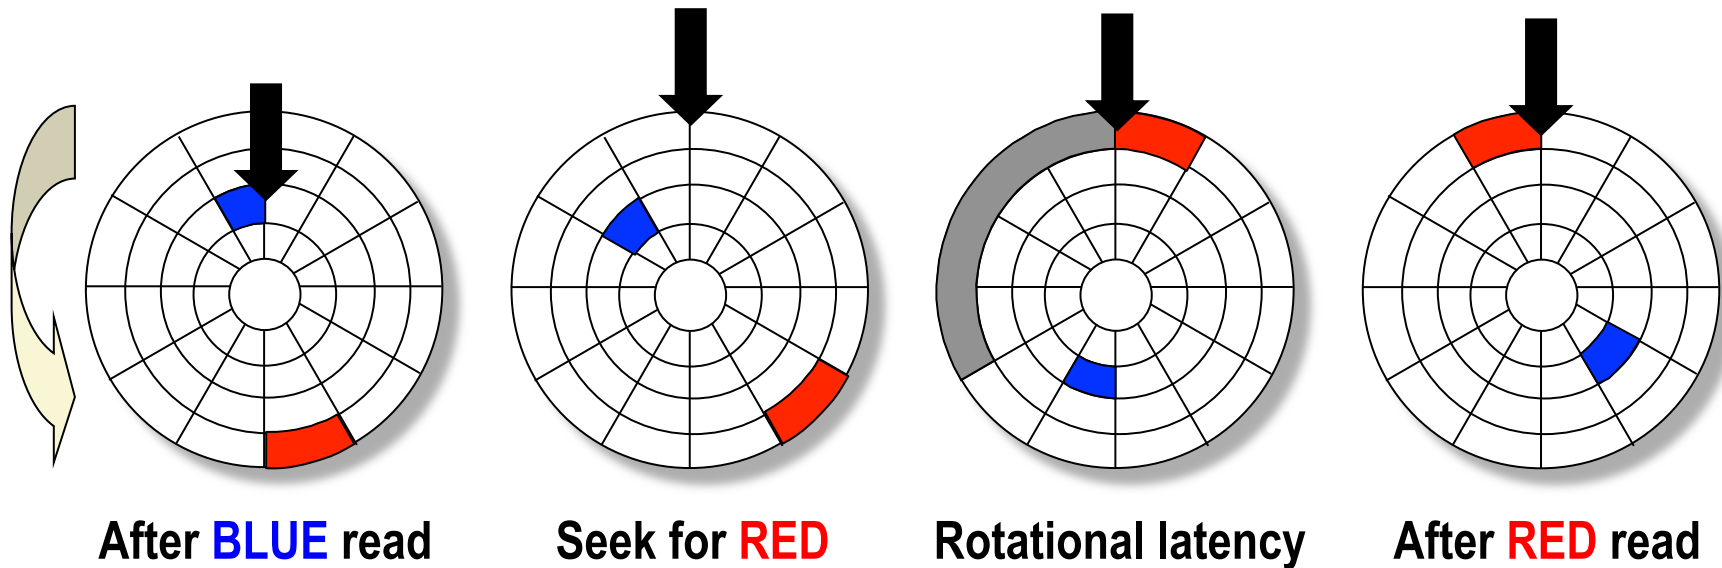 After BLUE read
Seek for RED
Rotational latency
After RED read